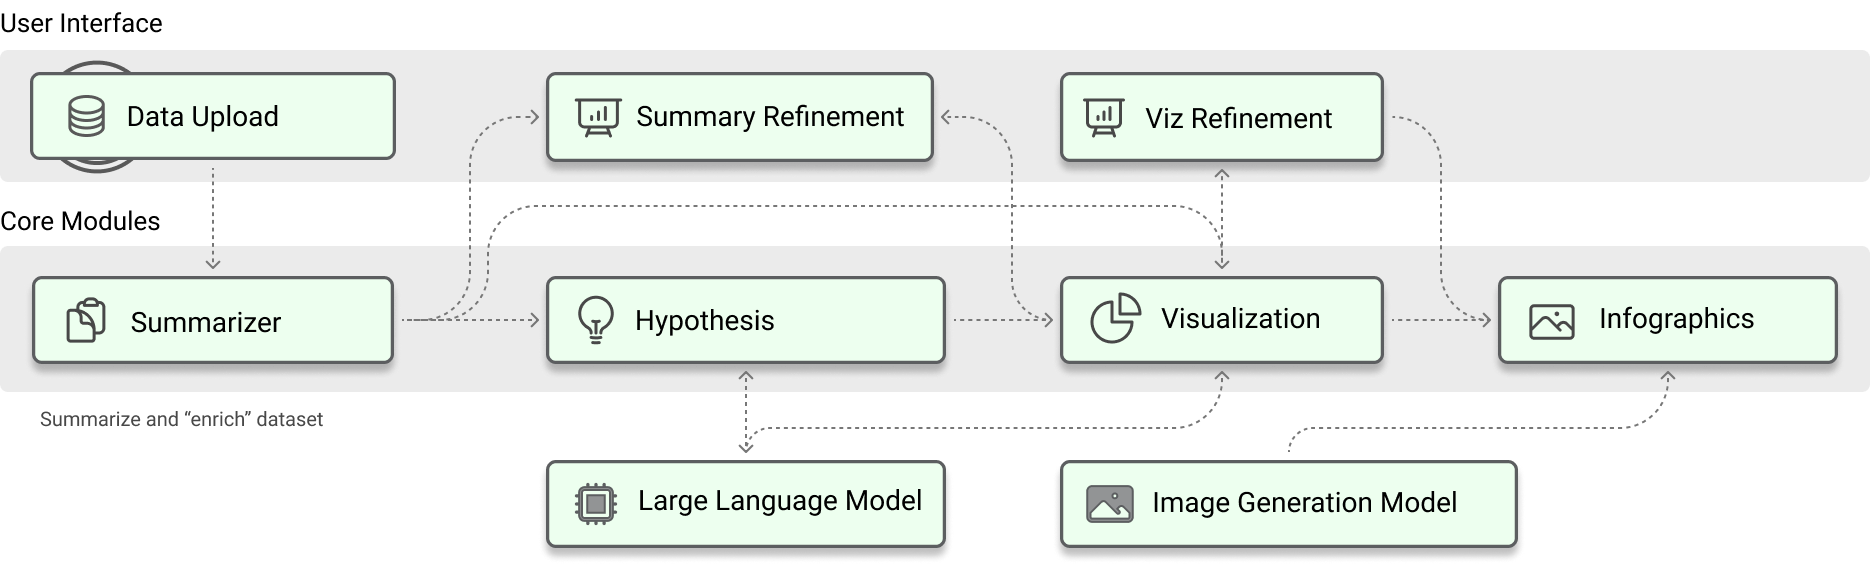 User Interface
Data Upload
Summary Refinement
Viz Refinement
Core Modules
Summarizer
Hypothesis
Visualization
Infographics
Summarize and “enrich” dataset
Large Language Model
Image Generation Model